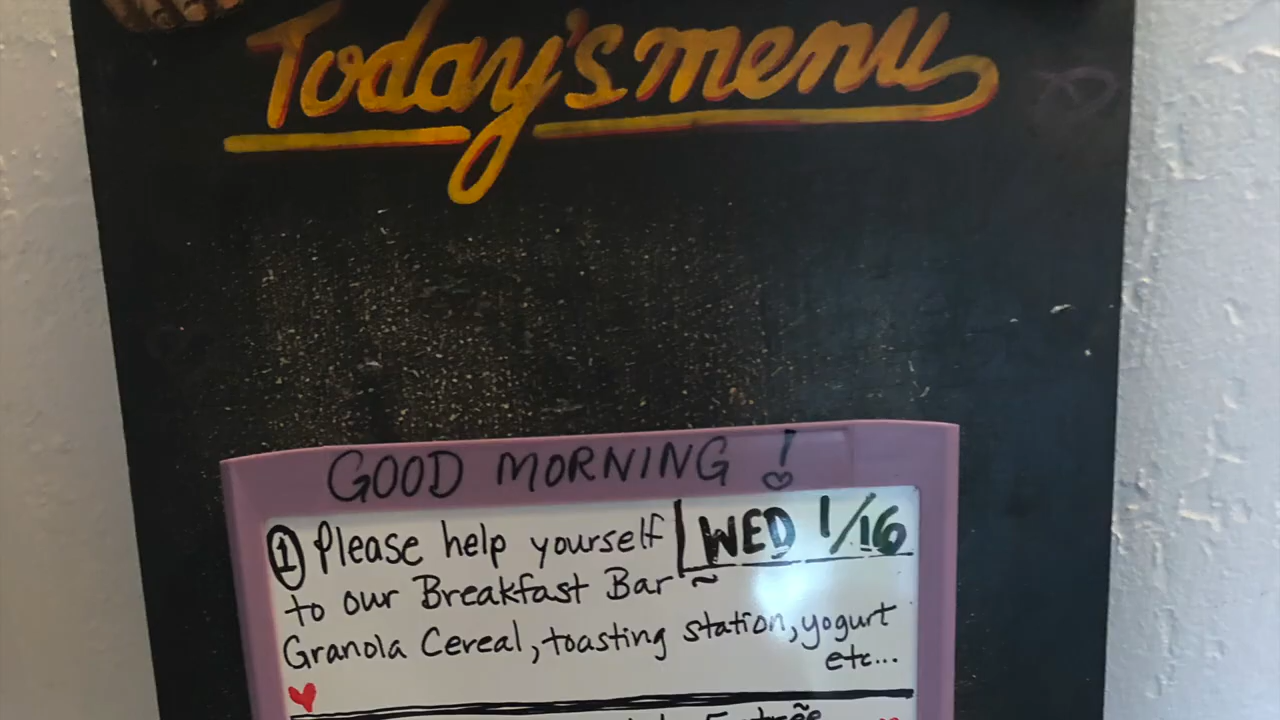 Today's menu
GOOD MORNING !
① Please help yourself
WED 1/16
to our Breakfast Bar ~
Granola Cereal, toasting station, yogurt
etc...
Entrée